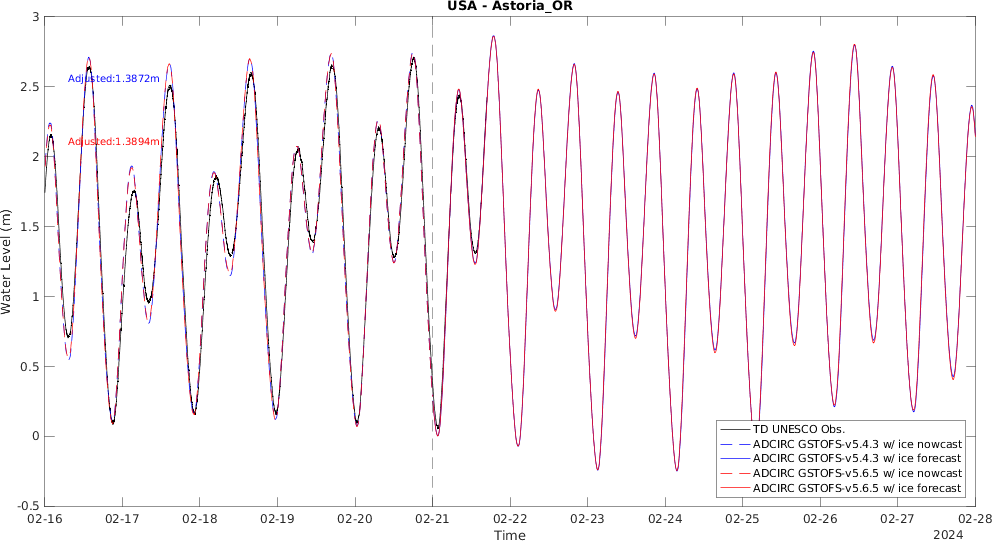 USA - Astoria_OR
3
2.5
2
1.5
1
0.5
0
-0.5
Water Level (m)
Adjusted:1.3872m
Adjusted:1.3894m
TD UNESCO Obs.
ADCIRC GSTOFS-v5.4.3 w/ ice nowcast
ADCIRC GSTOFS-v5.4.3 w/ ice forecast
ADCIRC GSTOFS-v5.6.5 w/ ice nowcast
ADCIRC GSTOFS-v5.6.5 w/ ice forecast
02-16 02-17 02-18 02-19 02-20 02-21 02-22 02-23 02-24 02-25 02-26 02-27 02-28
Time
2024